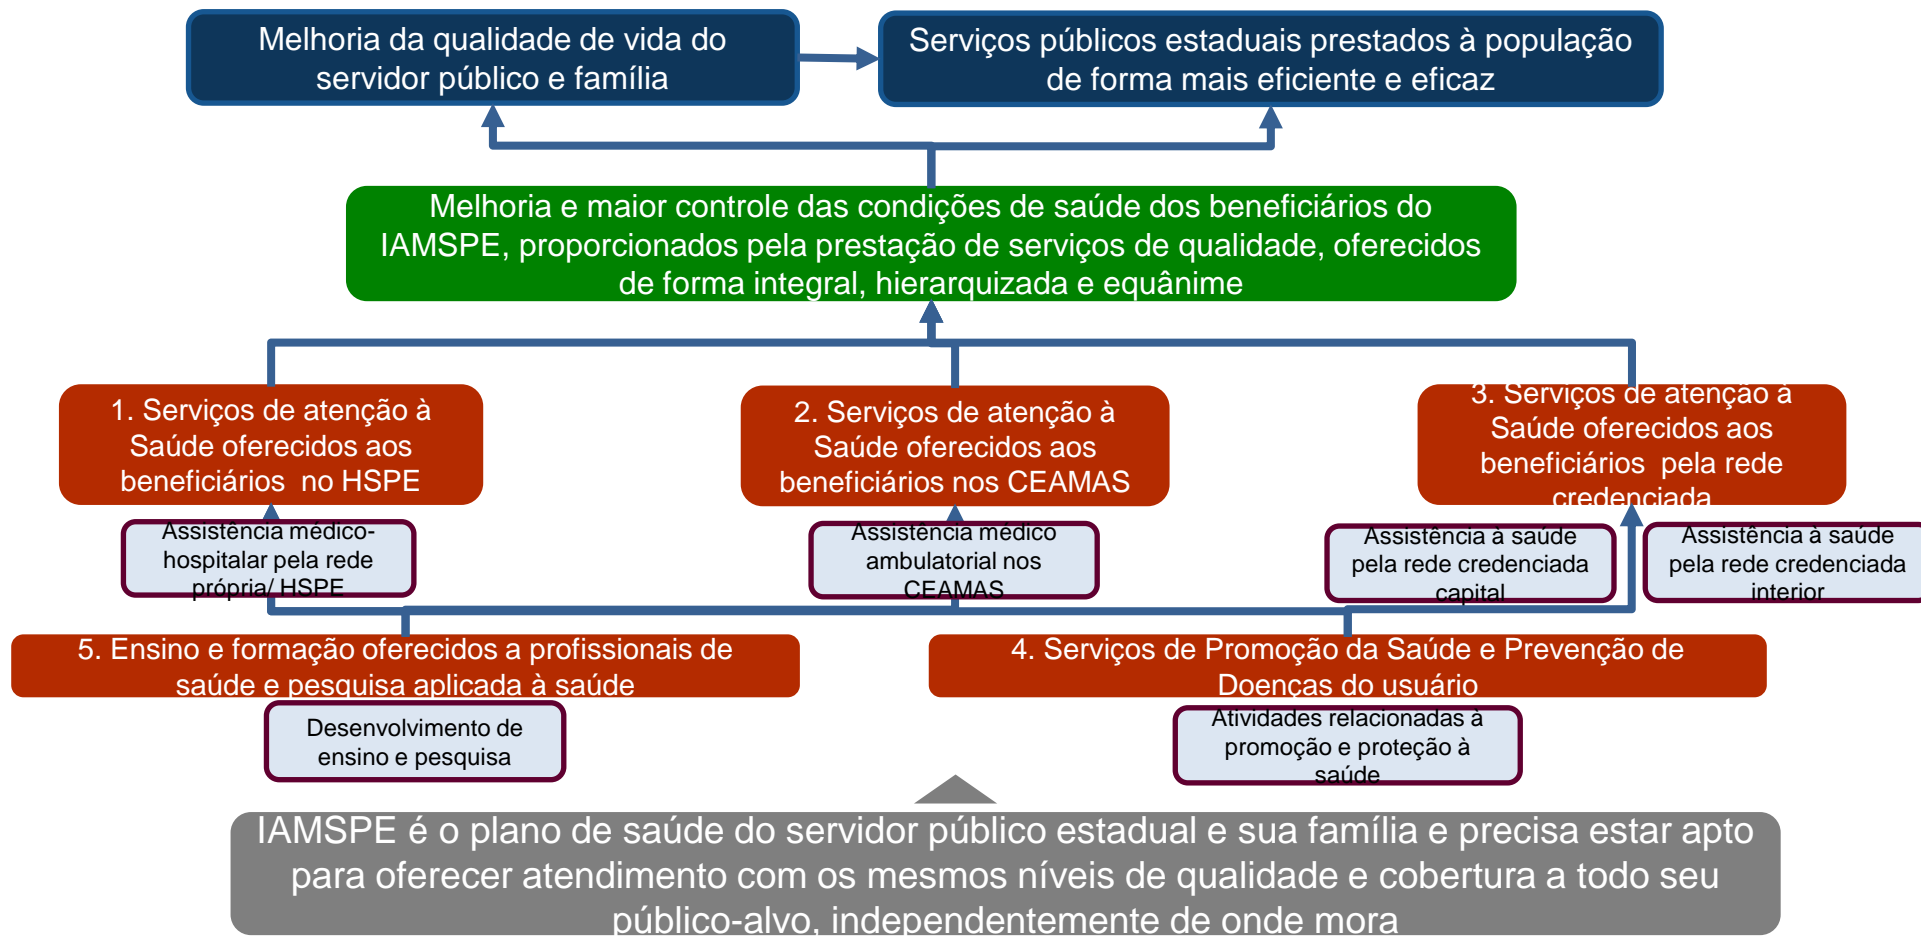 Melhoria da qualidade de vida do
servidor público e família
Serviços públicos estaduais prestados à população
de forma mais eficiente e eficaz
Melhoria e maior controle das condições de saúde dos beneficiários do
IAMSPE, proporcionados pela prestação de serviços de qualidade, oferecidos
de forma integral, hierarquizada e equânime
1. Serviços de atenção à
Saúde oferecidos aos
beneficiários no HSPE
2. Serviços de atenção à
Saúde oferecidos aos
beneficiários nos CEAMAS
3. Serviços de atenção à
Saúde oferecidos aos
beneficiários pela rede
credenciada
Assistência médico-
hospitalar pela rede
própria/ HSPE
Assistência médico
ambulatorial nos
CEAMAS
Assistência à saúde
pela rede credenciada
capital
Assistência à saúde
pela rede credenciada
interior
5. Ensino e formação oferecidos a profissionais de
saúde e pesquisa aplicada à saúde
4. Serviços de Promoção da Saúde e Prevenção de
Doenças do usuário
Desenvolvimento de
ensino e pesquisa
Atividades relacionadas à
promoção e proteção à
saúde
IAMSPE é o plano de saúde do servidor público estadual e sua família e precisa estar apto
para oferecer atendimento com os mesmos níveis de qualidade e cobertura a todo seu
público-alvo, independentemente de onde mora